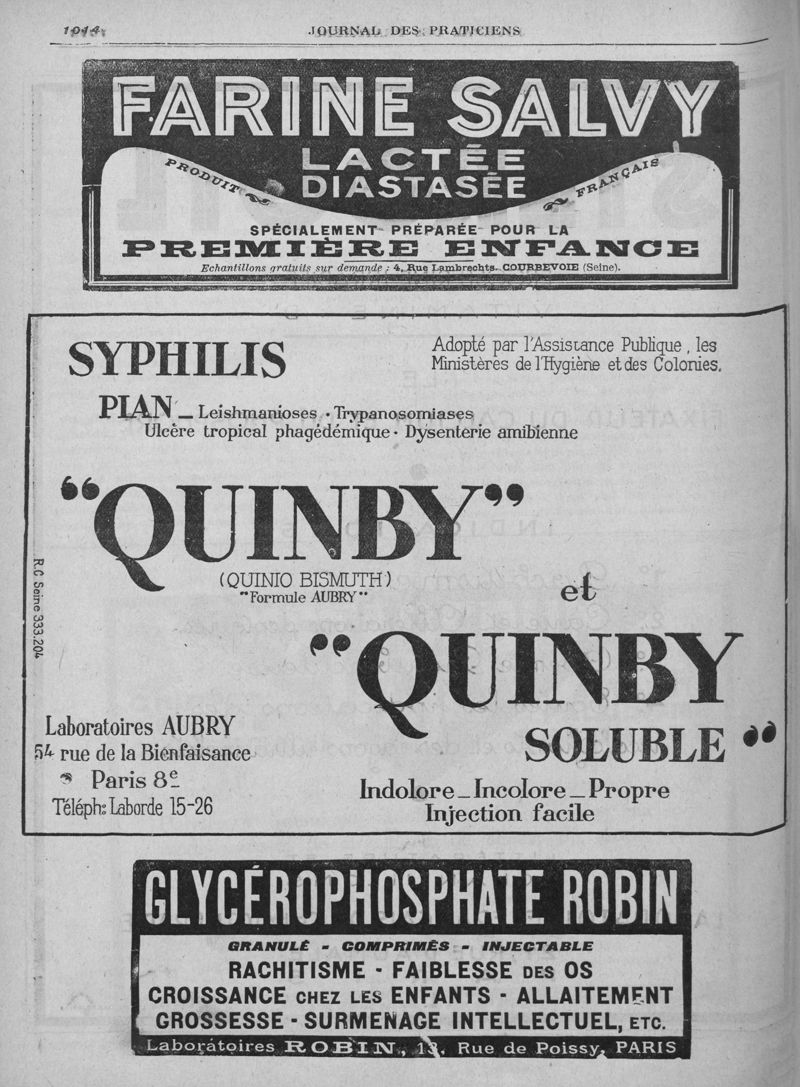 1914
JOURNAL DES PRATICIENS
FARINE SALVY
LACTÉE
DIASTASÉE
PRODUIT FRANÇAIS
SPÉCIALEMENT PRÉPARÉE POUR LA
PREMIÈRE ENFANCE
Echantillons gratuits sur demande : 4, Rue Lambrechts. COURBEVOIE (Seine).
SYPHILIS
Adopté par l'Assistance Publique, les
Ministères de l'Hygiène et des Colonies.
PIAN _ Leishmanioses · Trypanosomiases
Ulcère tropical phagédémique · Dysenterie amibienne
"QUINBY"
(QUINIO BISMUTH)
"Formule AUBRY"
et
"QUINBY
SOLUBLE"
R.C Seine 333.204
Laboratoires AUBRY
54 rue de la Bienfaisance
Paris 8e
Téléph: Laborde 15-26
Indolore _ Incolore _ Propre
Injection facile
GLYCÉROPHOSPHATE ROBIN
GRANULÉ - COMPRIMÉS - INJECTABLE
RACHITISME - FAIBLESSE DES OS
CROISSANCE CHEZ LES ENFANTS - ALLAITEMENT
GROSSESSE - SURMENAGE INTELLECTUEL, ETC.
Laboratoires ROBIN, 13, Rue de Poissy, PARIS